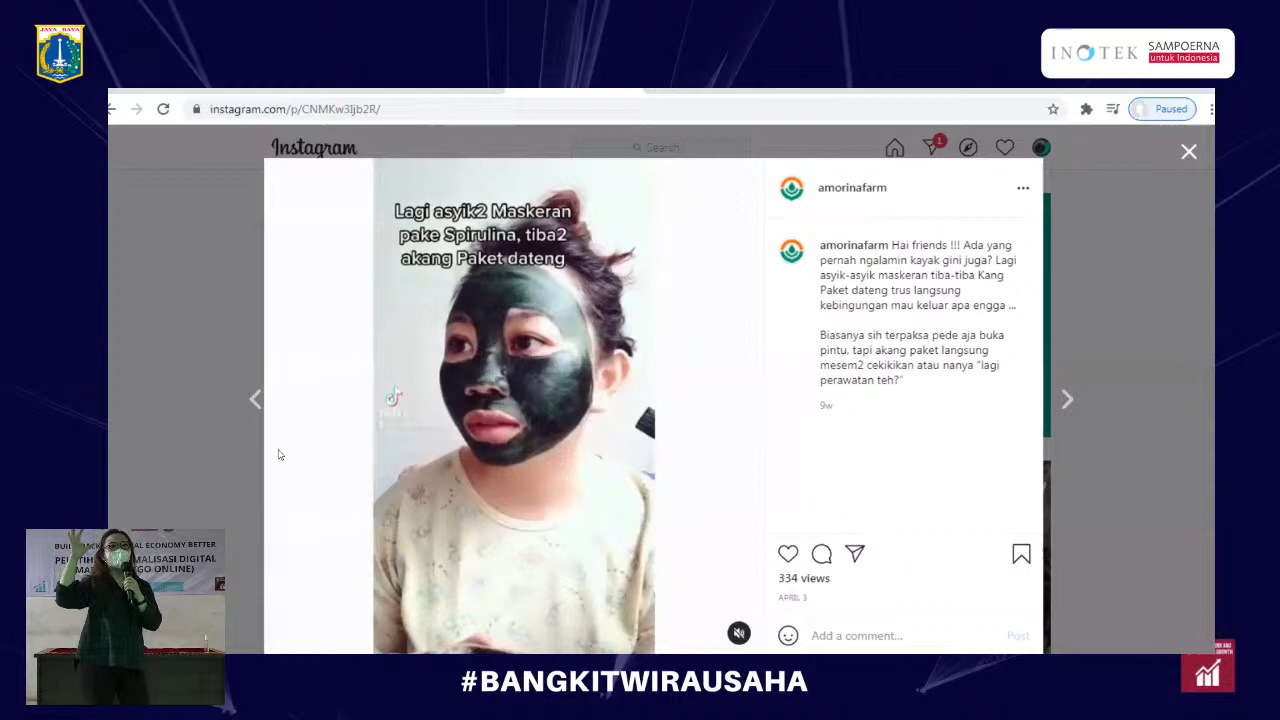 JAYA RAYA
INOTEK
SAMPOERNA
untuk Indonesia
instagram.com/p/CNMKw3Ijb2R/
Paused
Instagram
Search
1
Lagi asyik2 Maskeran
pake Spirulina, tiba2
akang Paket dateng
amorinafarm
amorinafarm Hai friends !!! Ada yang
pernah ngalamin kayak gini juga? Lagi
asyik-asyik maskeran tiba-tiba Kang
Paket dateng trus langsung
kebingungan mau keluar apa engga ...
Biasanya sih terpaksa pede aja buka
pintu, tapi akang paket langsung
mesem2 cekikikan atau nanya "lagi
perawatan teh?"
9w
334 views
APRIL 3
Add a comment...
Post
ECONOMY BETTER
DIGITAL
GO ONLINE)
#BANGKITWIRAUSAHA